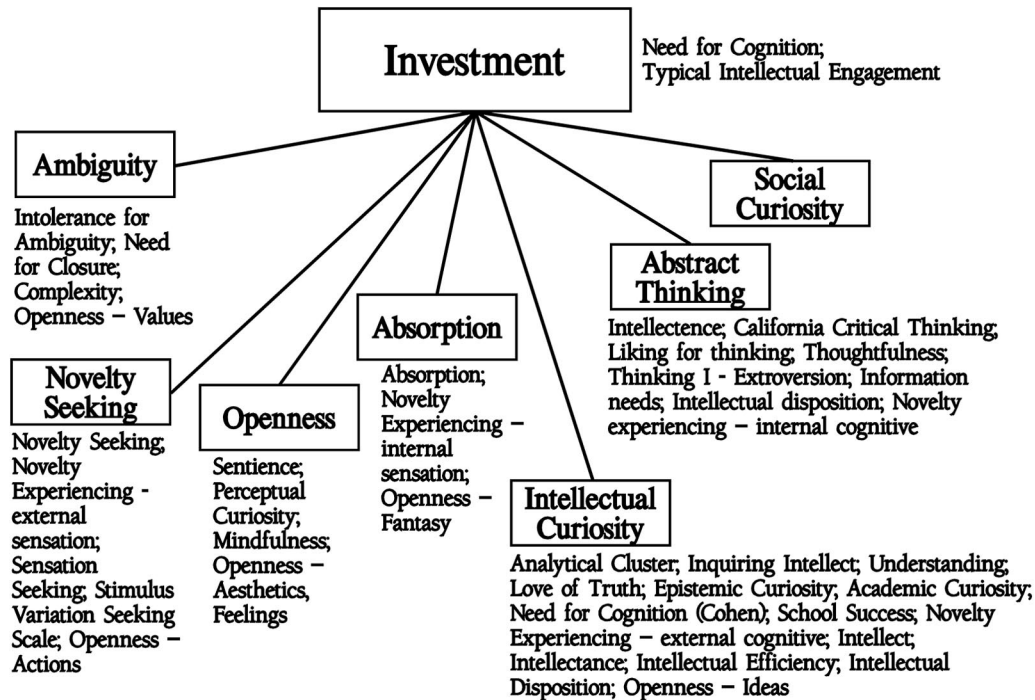 Investment
Need for Cognition;
Typical Intellectual Engagement
Ambiguity
Intolerance for
Ambiguity; Need
for Closure;
Complexity;
Openness – Values
Social
Curiosity
Abstract
Thinking
Intellectence; California Critical Thinking;
Liking for thinking; Thoughtfulness;
Thinking I - Extroversion; Information
needs; Intellectual disposition; Novelty
experiencing – internal cognitive
Absorption
Absorption;
Novelty
Experiencing –
internal
sensation;
Openness –
Fantasy
Novelty
Seeking
Novelty Seeking;
Novelty
Experiencing -
external
sensation;
Sensation
Seeking; Stimulus
Variation Seeking
Scale; Openness –
Actions
Openness
Sentience;
Perceptual
Curiosity;
Mindfulness;
Openness –
Aesthetics,
Feelings
Intellectual
Curiosity
Analytical Cluster; Inquiring Intellect; Understanding;
Love of Truth; Epistemic Curiosity; Academic Curiosity;
Need for Cognition (Cohen); School Success; Novelty
Experiencing – external cognitive; Intellect;
Intellectance; Intellectual Efficiency; Intellectual
Disposition; Openness – Ideas